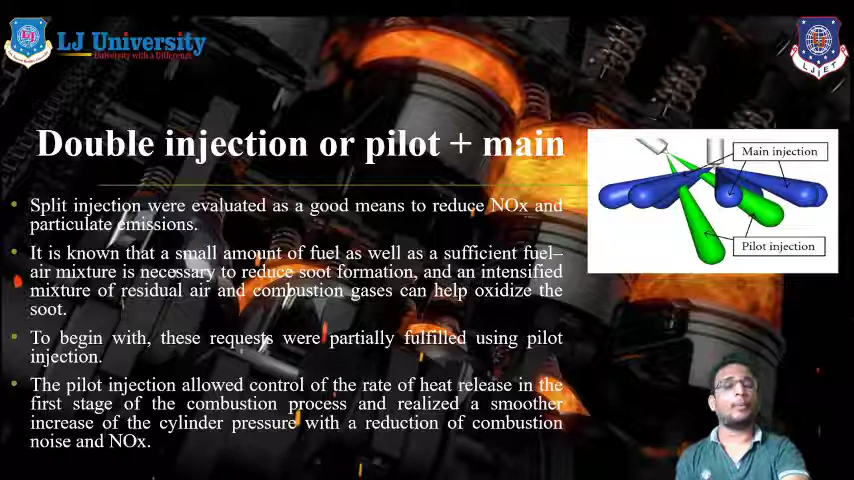 LJ University
University with a Difference
LJ
LJIET
Double injection or pilot + main
Main injection
Pilot injection
• Split injection were evaluated as a good means to reduce NOx and
particulate emissions.
• It is known that a small amount of fuel as well as a sufficient fuel–
air mixture is necessary to reduce soot formation, and an intensified
mixture of residual air and combustion gases can help oxidize the
soot.
• To begin with, these requests were partially fulfilled using pilot
injection.
• The pilot injection allowed control of the rate of heat release in the
first stage of the combustion process and realized a smoother
increase of the cylinder pressure with a reduction of combustion
noise and NOx.